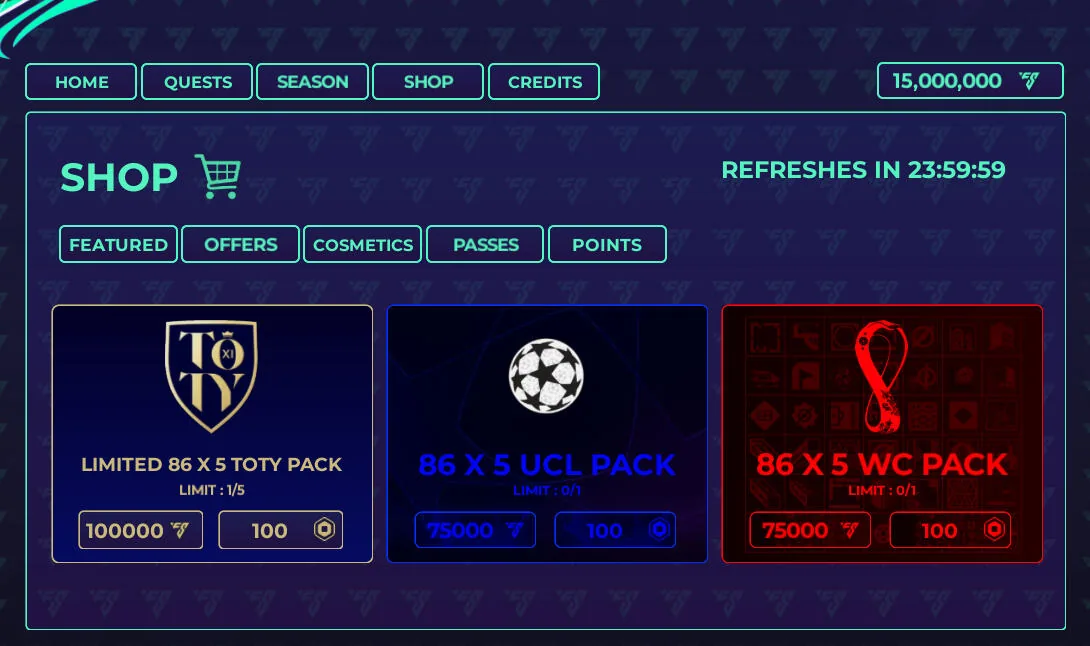 HOME QUESTS SEASON SHOP CREDITS 15,000,000
SHOP REFRESHES IN 23:59:59
FEATURED OFFERS COSMETICS PASSES POINTS
TO XI
TY
LIMITED 86 X 5 TOTY PACK
LIMIT : 1/5
100000 100
86 X 5 UCL PACK
LIMIT : 0/1
75000 100
86 X 5 WC PACK
LIMIT : 0/1
75000 100